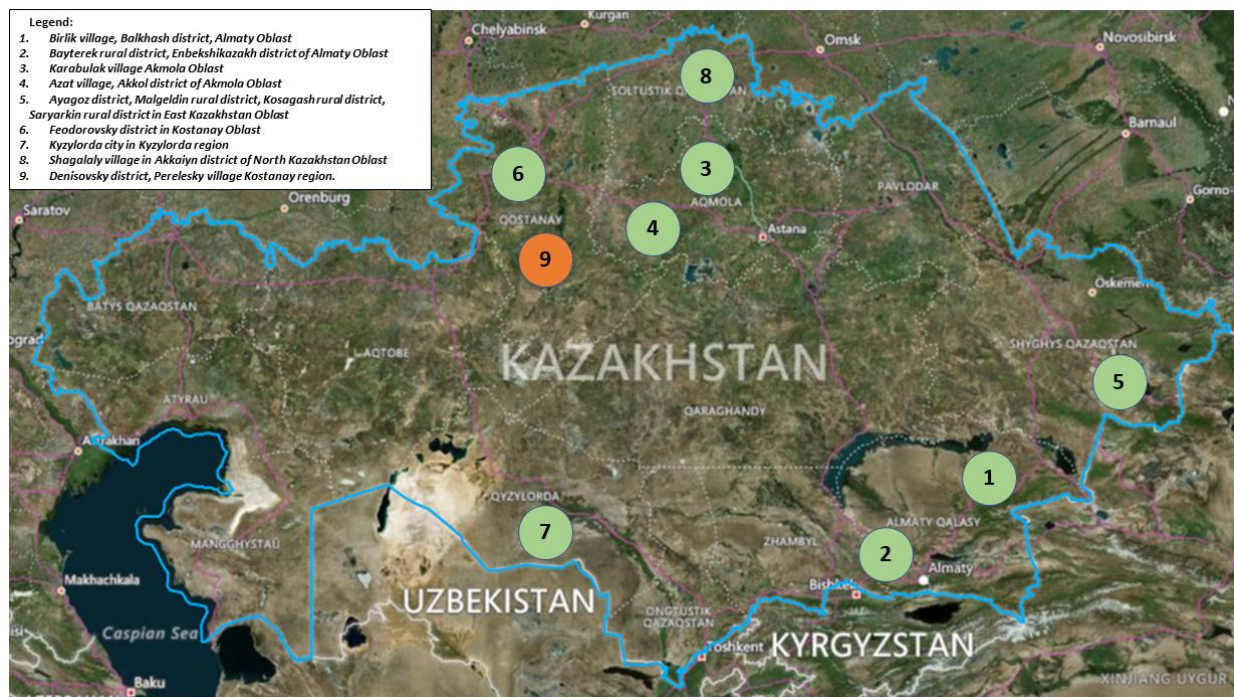 Legend:
1. Birlik village, Balkhash district, Almaty Oblast
2. Bayterek rural district, Enbekshikazakh district of Almaty Oblast
3. Karabulak village Akmola Oblast
4. Azat village, Akkol district of Akmola Oblast
5. Ayagoz district, Malgeldin rural district, Kosagash rural district,
Saryarkin rural district in East Kazakhstan Oblast
6. Feodorovsky district in Kostanay Oblast
7. Kyzylorda city in Kyzylorda region
8. Shagalaly village in Akkaiyn district of North Kazakhstan Oblast
9. Denisovsky district, Perelesky village Kostanay region.
Kurgan
Chelyabinsk
Omsk
Novosibirsk
8
SOLTUSTIK
Barnaul
6
3
PAVLODAR
Gorno-
AQMOLA
Saratov
Orenburg
QOSTANAY
4
Astana
9
Öskemen
BATYS QAZAQSTAN
SHYGHYS QAZAQSTAN
AQTOBE
KAZAKHSTAN
5
ATYRAU
QARAGHANDY
Astrakhan
1
QYZYLORDA
ALMATY QALASY
7
MANGGHYSTAŪ
ZHAMBYL
2
Almaty
Makhachkala
Bishkek
UZBEKISTAN
ONGTUSTIK
QAZAQSTAN
Caspian Sea
Toshkent
KYRGYZSTAN
XINJIANG UYGUR
Baku